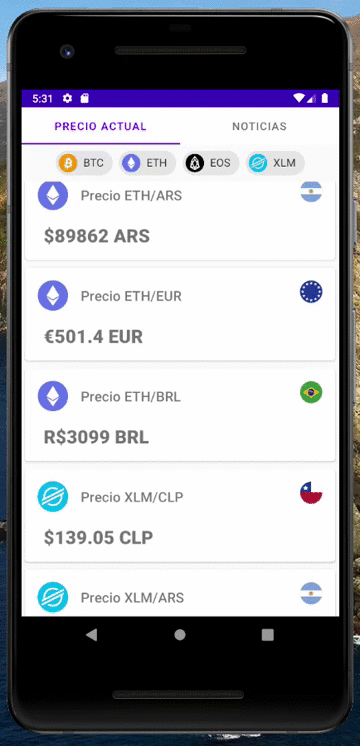 5:31
PRECIO ACTUAL NOTICIAS
BTC ETH EOS XLM
Precio ETH/ARS
$89862 ARS
Precio ETH/EUR
€501.4 EUR
Precio ETH/BRL
R$3099 BRL
Precio XLM/CLP
$139.05 CLP
Precio XLM/ARS